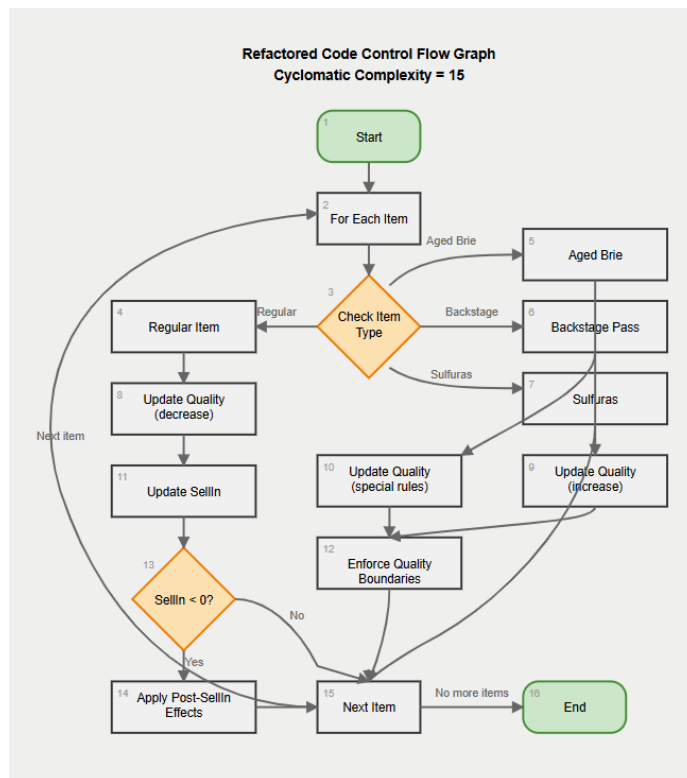 Refactored Code Control Flow Graph
Cyclomatic Complexity = 15
1
Start
2
For Each Item
Aged Brie
5
Aged Brie
3
Check Item
Type
4
Regular Item
Regular
Backstage
6
Backstage Pass
Sulfuras
7
Sulfuras
8
Update Quality
(decrease)
Next item
10
Update Quality
(special rules)
9
Update Quality
(increase)
11
Update SellIn
12
Enforce Quality
Boundaries
13
SellIn < 0?
No
Yes
14
Apply Post-SellIn
Effects
15
Next Item
No more items
16
End